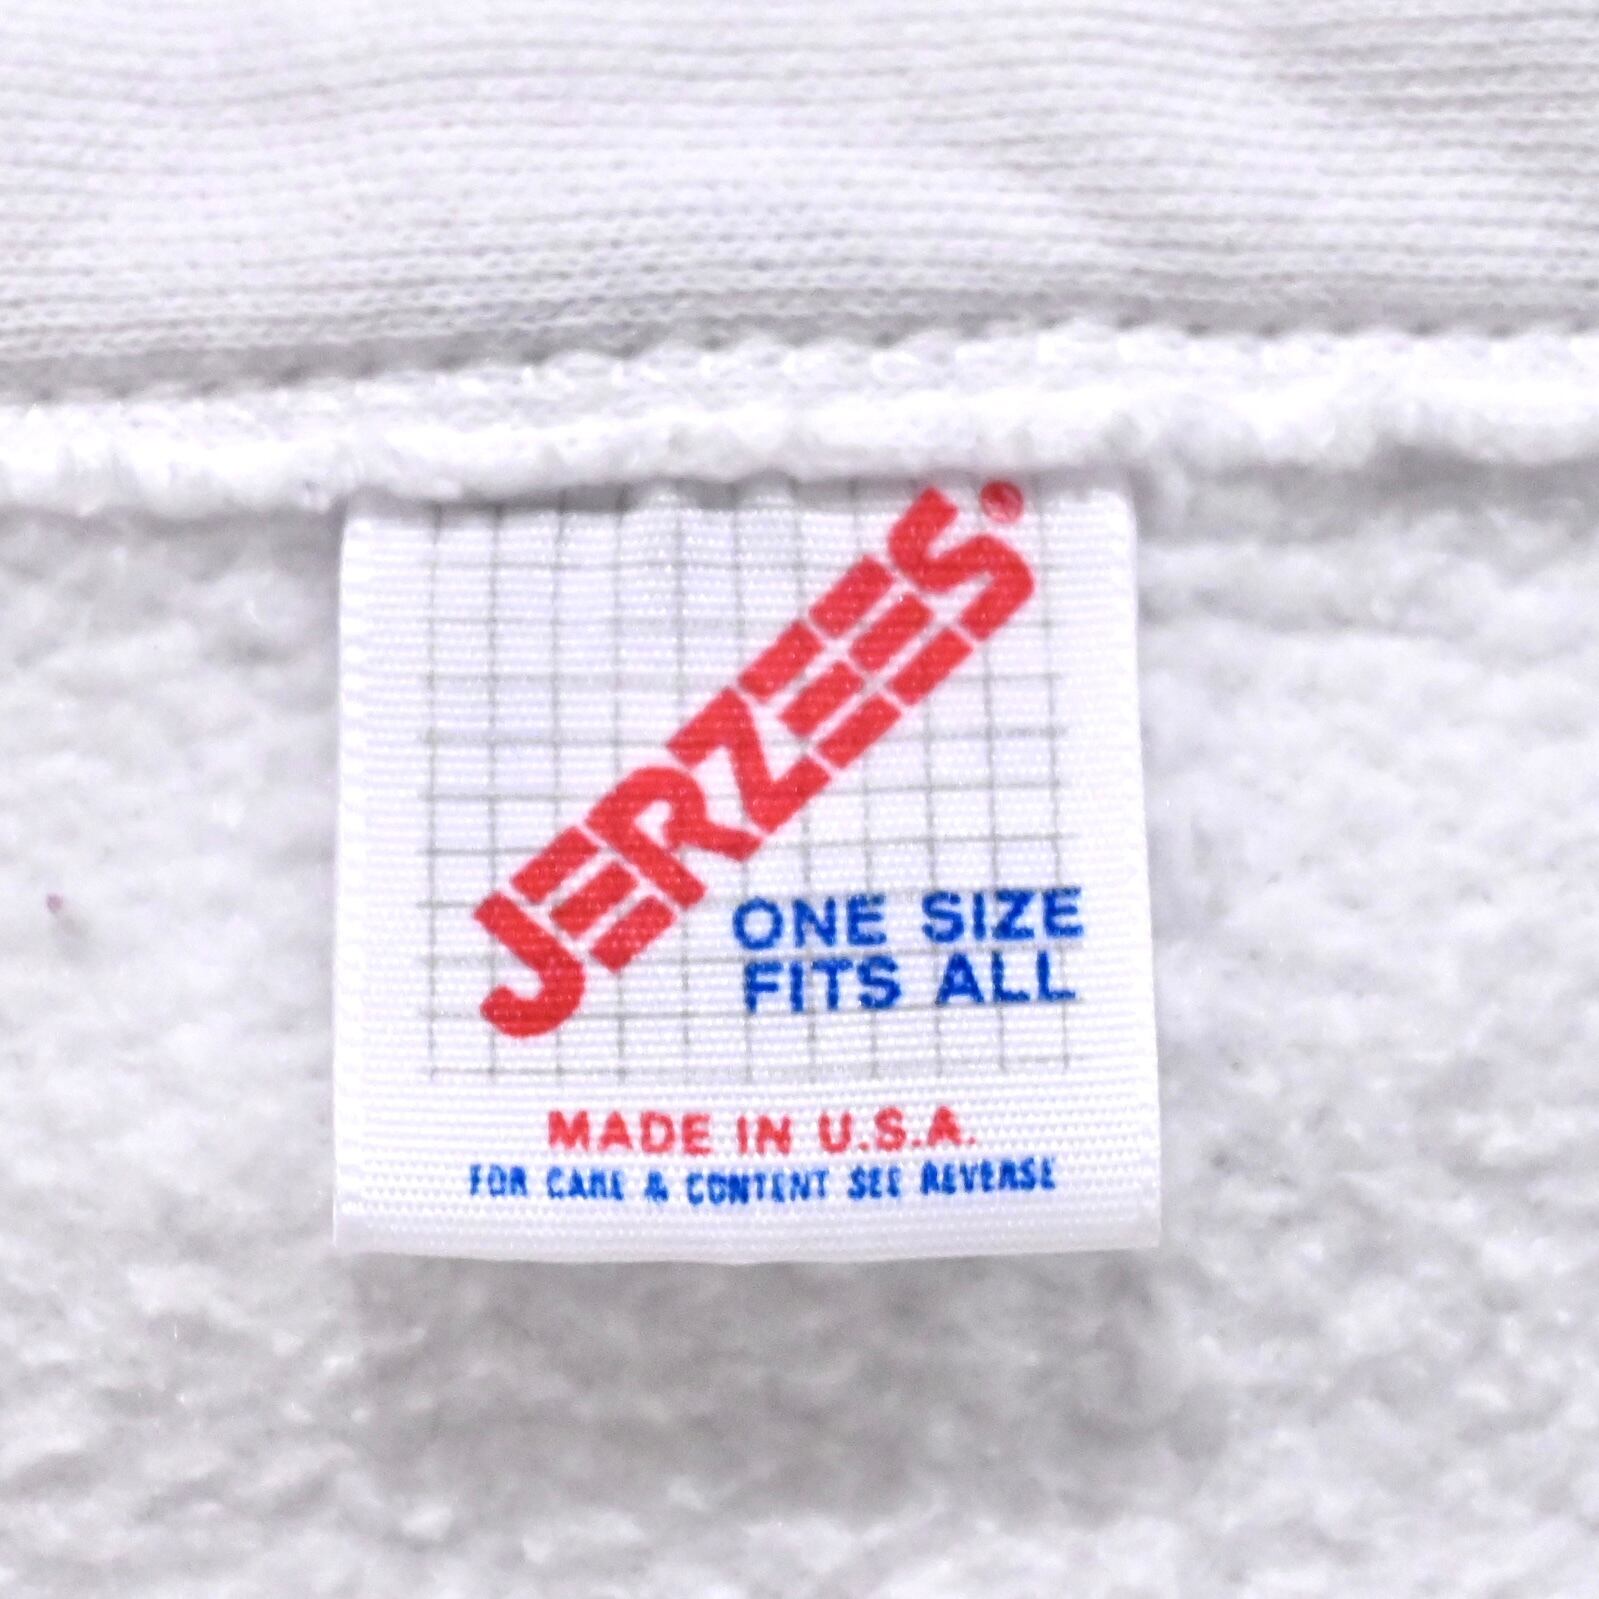 JERZEES
ONE SIZE
FITS ALL
MADE IN U.S.A.
FOR CARE & CONTENT SEE REVERSE